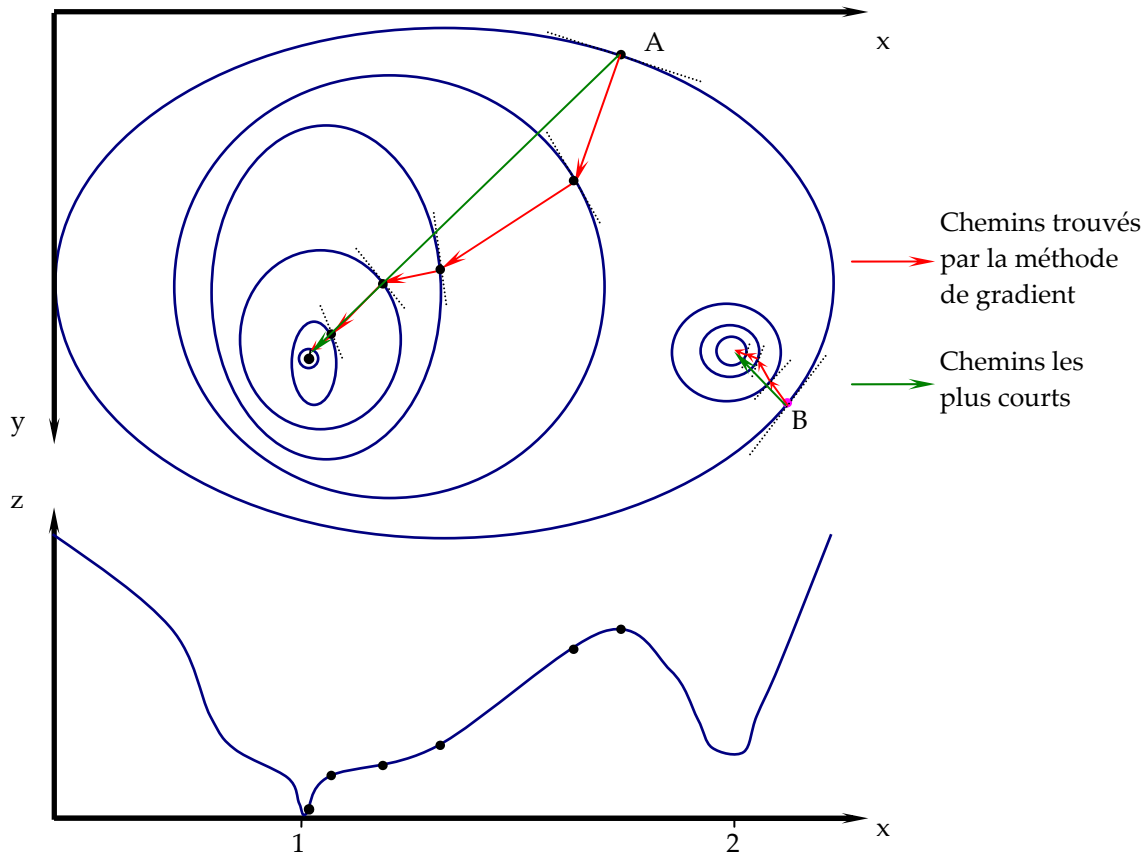 x
A
Chemins trouvés
par la méthode
de gradient
Chemins les
plus courts
y
B
z
x
1
2